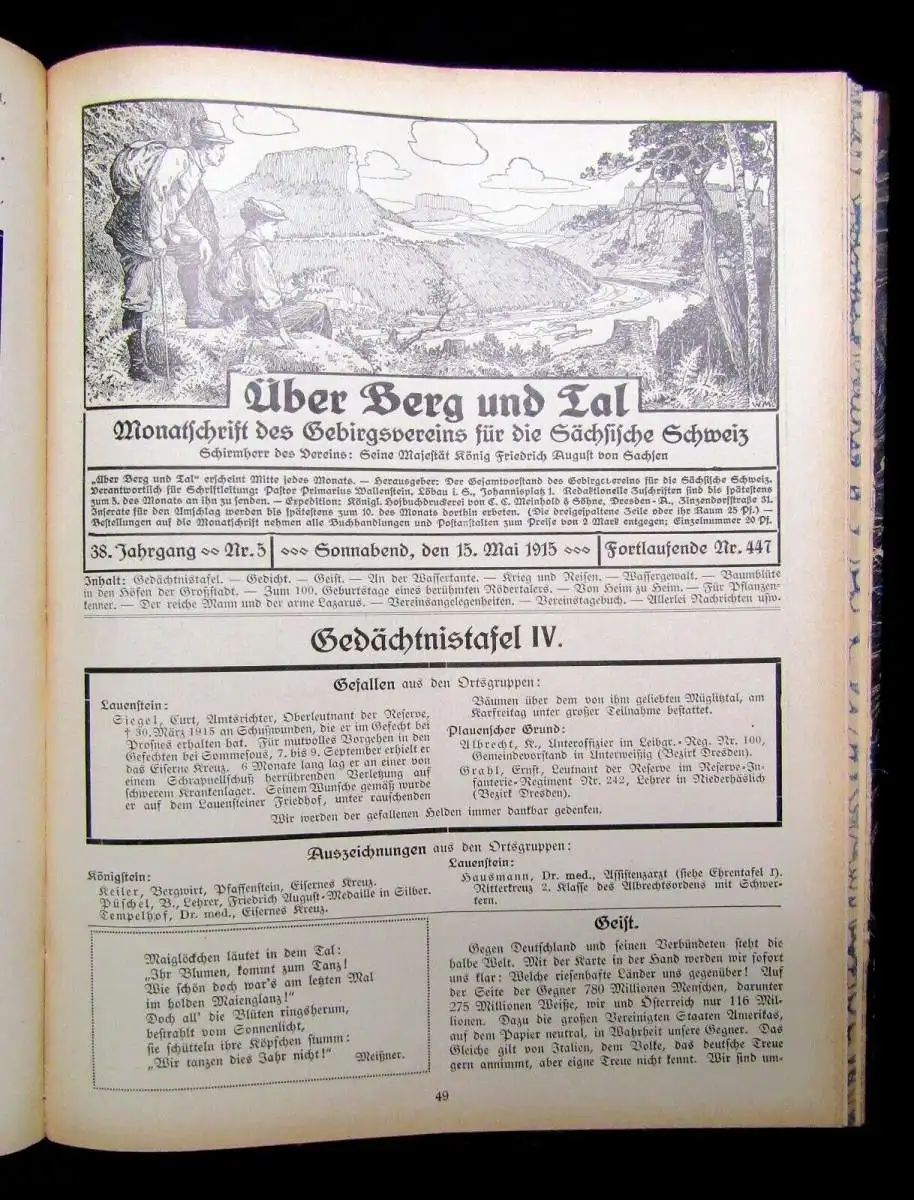 WM
Über Berg und Tal
Monatschrift des Gebirgsvereins für die Sächsische Schweiz
Schirmherr des Vereins: Seine Majestät König Friedrich August von Sachsen
„Über Berg und Tal“ erscheint Mitte jedes Monats. — Herausgeber: Der Gesamtvorstand des Gebirgsvereins für die Sächsische Schweiz.
Verantwortlich für Schriftleitung: Pastor Primarius Wallenstein, Löbau i. S., Johannisplatz 1. Redaktionelle Zuschriften sind bis spätestens
zum 3. des Monats an ihn zu senden. — Expedition: Königl. Hofbuchdruckerei von C. C. Meinhold & Söhne, Dresden-A., Zinzendorfstraße 31.
Inserate für den Umschlag werden bis spätestens zum 10. des Monats dorthin erbeten. (Die dreigespaltene Zeile oder ihr Raum 25 Pf.) —
Bestellungen auf die Monatschrift nehmen alle Buchhandlungen und Postanstalten zum Preise von 2 Mark entgegen; Einzelnummer 20 Pf.
38. Jahrgang Nr. 5
Sonnabend, den 15. Mai 1915
Fortlaufende Nr. 447
Inhalt: Gedächtnistafel. — Gedicht. — Geist. — An der Wasserkante. — Krieg und Reisen. — Wassergewalt. — Baumblüte
in den Höfen der Großstadt. — Zum 100. Geburtstage eines berühmten Rödertalers. — Von Heim zu Heim. — Für Pflanzen-
kenner. — Der reiche Mann und der arme Lazarus. — Vereinsangelegenheiten. — Vereinstagebuch. — Allerlei Nachrichten usw.
Gedächtnistafel IV.
Gefallen aus den Ortsgruppen:
Lauenstein:
Siegel, Curt, Amtsrichter, Oberleutnant der Reserve,
† 30. März 1915 an Schußwunden, die er im Gefecht bei
Prosnes erhalten hat. Für mutvolles Vorgehen in den
Gefechten bei Sommesous, 7. bis 9. September erhielt er
das Eiserne Kreuz. 6 Monate lang lag er an einer von
einem Schrapnellschuß herrührenden Verletzung auf
schwerem Krankenlager. Seinem Wunsche gemäß wurde
er auf dem Lauensteiner Friedhof, unter rauschenden
Bäumen über dem von ihm geliebten Müglitztal, am
Karfreitag unter großer Teilnahme bestattet.
Plauenscher Grund:
Albrecht, K., Unteroffizier im Leibgr.-Reg. Nr. 100,
Gemeindevorstand in Unterweißig (Bezirk Dresden).
Grahl, Ernst, Leutnant der Reserve im Reserve-In-
fanterie-Regiment Nr. 242, Lehrer in Niederhäslich
(Bezirk Dresden).
Wir werden der gefallenen Helden immer dankbar gedenken.
Auszeichnungen aus den Ortsgruppen:
Königstein:
Keiler, Bergwirt, Pfaffenstein, Eisernes Kreuz.
Püschel, B., Lehrer, Friedrich August-Medaille in Silber.
Tempelhof, Dr. med., Eisernes Kreuz.
Lauenstein:
Hausmann, Dr. med., Assistenzarzt (siehe Ehrentafel I).
Ritterkreuz 2. Klasse des Albrechtsordens mit Schwer-
tern.
Maiglöckchen läutet in dem Tal:
„Ihr Blumen, kommt zum Tanz!
Wie schön doch war's am letzten Mal
im holden Maienglanz!“
Doch all' die Blüten ringsherum,
bestrahlt vom Sonnenlicht,
sie schütteln ihre Köpfchen stumm:
„Wir tanzen dies Jahr nicht!“ Meißner.
Geist.
Gegen Deutschland und seinen Verbündeten steht die
halbe Welt. Mit der Karte in der Hand werden wir sofort
uns klar: Welche riesenhafte Länder uns gegenüber! Auf
der Seite der Gegner 780 Millionen Menschen, darunter
275 Millionen Weiße, wir und Österreich nur 116 Mil-
lionen. Dazu die großen Vereinigten Staaten Amerikas,
auf dem Papier neutral, in Wahrheit unsere Gegner. Das
Gleiche gilt von Italien, dem Volke, das deutsche Treue
gern annimmt, aber eigne Treue nicht kennt. Wir sind um-
49